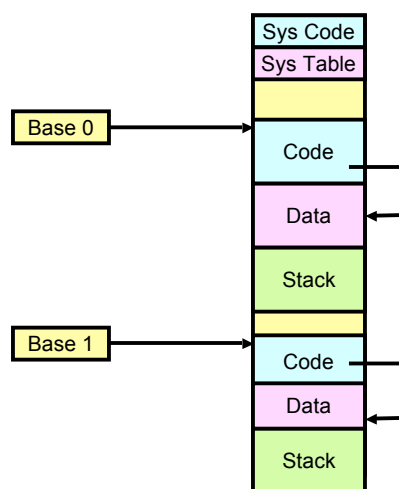 Sys Code
Sys Table
Base 0
Code
Data
Stack
Base 1
Code
Data
Stack